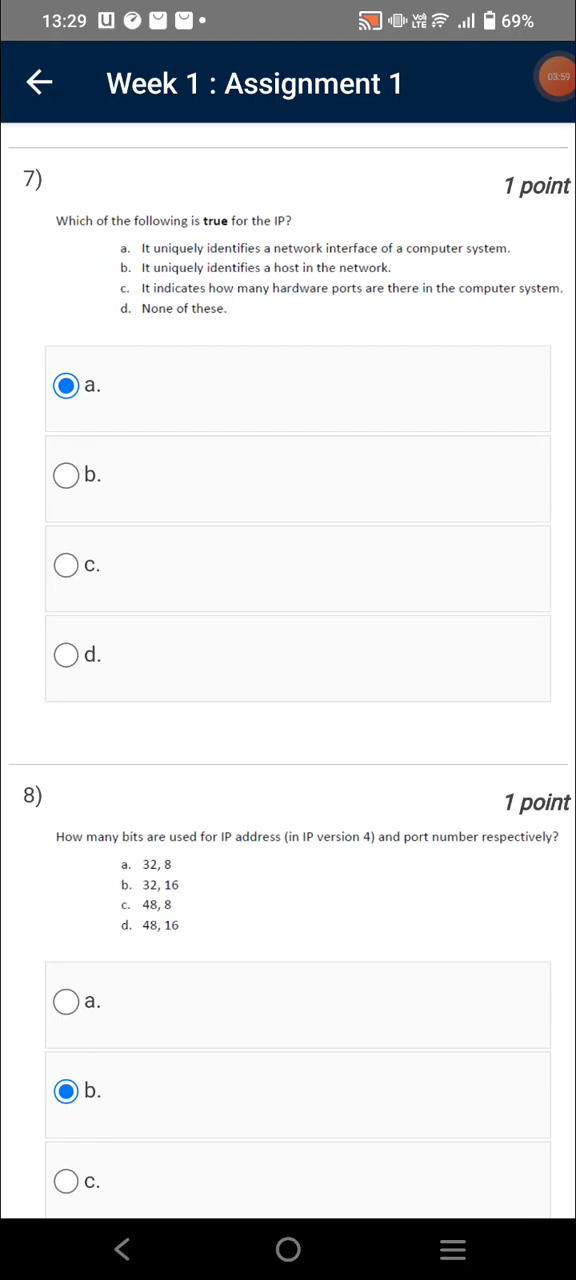 13:29 69%
Vo) LTE
← Week 1 : Assignment 1
03:59
7)
1 point
Which of the following is true for the IP?
a. It uniquely identifies a network interface of a computer system.
b. It uniquely identifies a host in the network.
c. It indicates how many hardware ports are there in the computer system.
d. None of these.
a.
b.
c.
d.
8)
1 point
How many bits are used for IP address (in IP version 4) and port number respectively?
a. 32, 8
b. 32, 16
c. 48, 8
d. 48, 16
a.
b.
c.